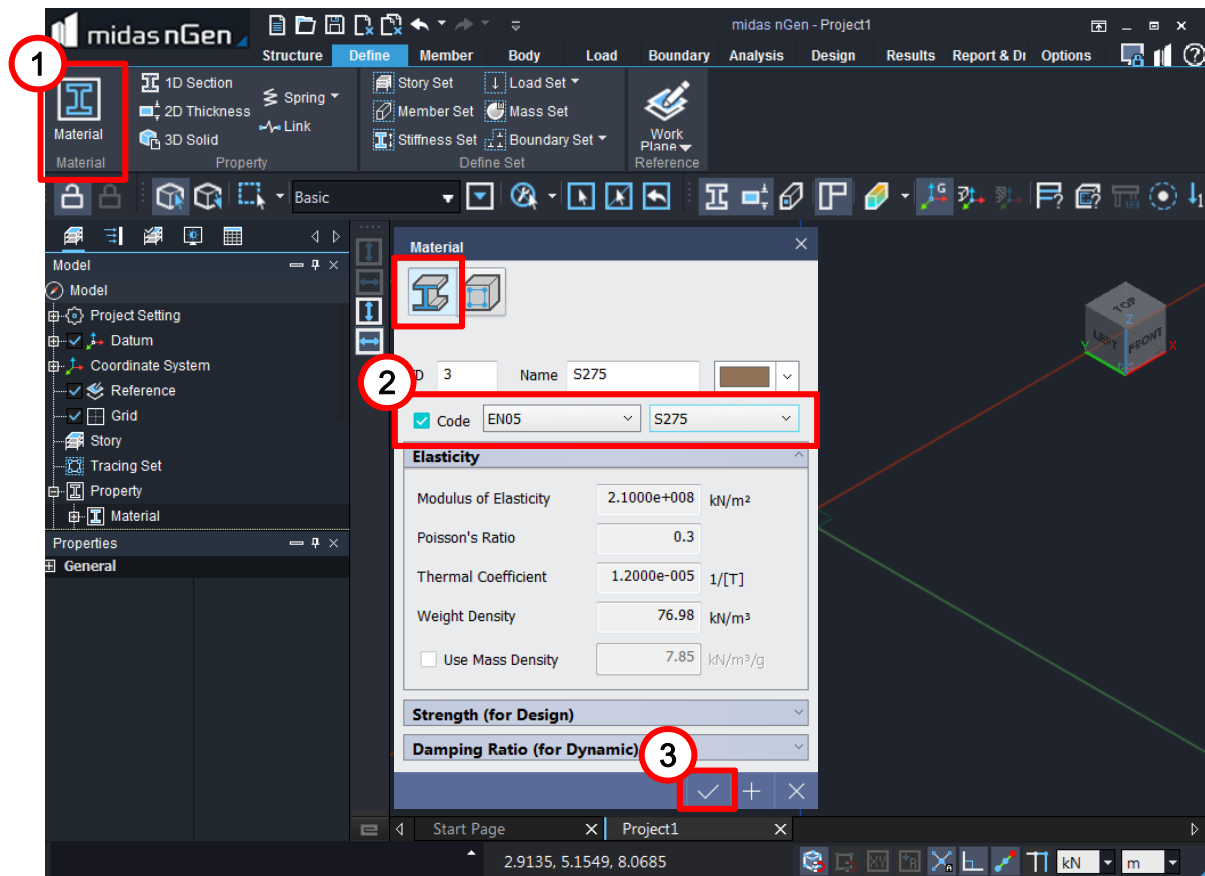 midas nGen
midas nGen - Project1
1
Structure Define Member Body Load Boundary Analysis Design Results Report & Di Options
Material
1D Section
2D Thickness
3D Solid
Spring
Link
Story Set
Member Set
Stiffness Set
Load Set
Mass Set
Boundary Set
Work
Plane
Material
Property
Define Set
Reference
Basic
G
123
Model
Model
Project Setting
Datum
Coordinate System
Reference
Grid
Story
Tracing Set
Property
Material
Properties
General
Material
2
ID 3 Name S275
Code EN05 S275
Elasticity
Modulus of Elasticity 2.1000e+008 kN/m²
Poisson's Ratio 0.3
Thermal Coefficient 1.2000e-005 1/[T]
Weight Density 76.98 kN/m³
Use Mass Density 7.85 kN/m³/g
Strength (for Design)
Damping Ratio (for Dynamic)
3
TOP
LEFT
FRONT
Z
Y
X
Start Page
Project1
2.9135, 5.1549, 8.0685
kN
m